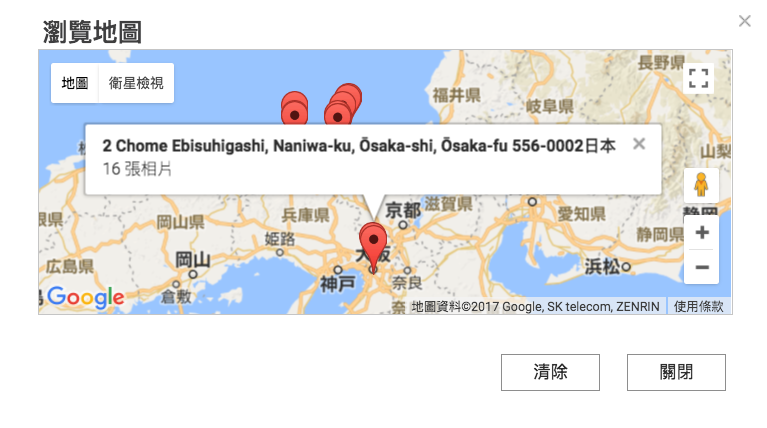 瀏覽地圖
地圖 衛星檢視
長野県
福井県
岐阜県
山梨
2 Chome Ebisuhigashi, Naniwa-ku, Ōsaka-shi, Ōsaka-fu 556-0002日本
16 張相片
滋賀県
京都
愛知県
兵庫県
岡山県
静岡県
姫路
大阪
岡山
広島県
浜松
神戸
奈良
倉敷
Google
地圖資料©2017 Google, SK telecom, ZENRIN 使用條款
清除 關閉